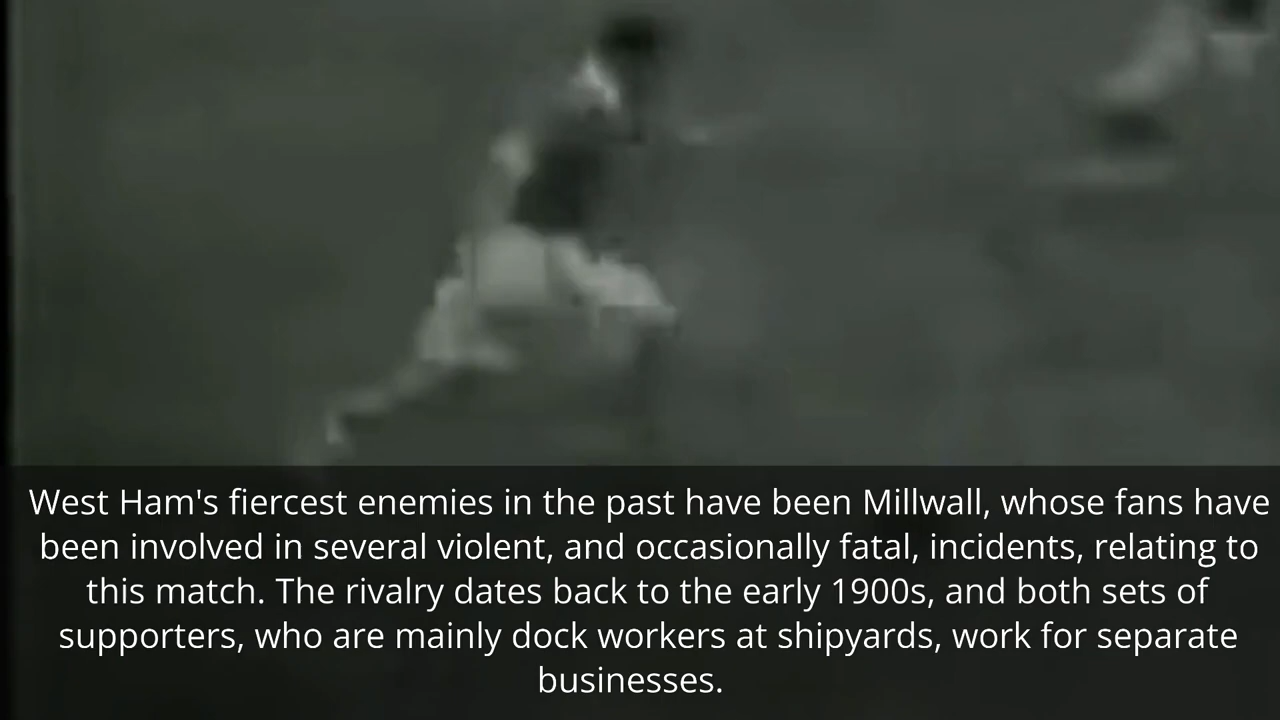 West Ham's fiercest enemies in the past have been Millwall, whose fans have
been involved in several violent, and occasionally fatal, incidents, relating to
this match. The rivalry dates back to the early 1900s, and both sets of
supporters, who are mainly dock workers at shipyards, work for separate
businesses.